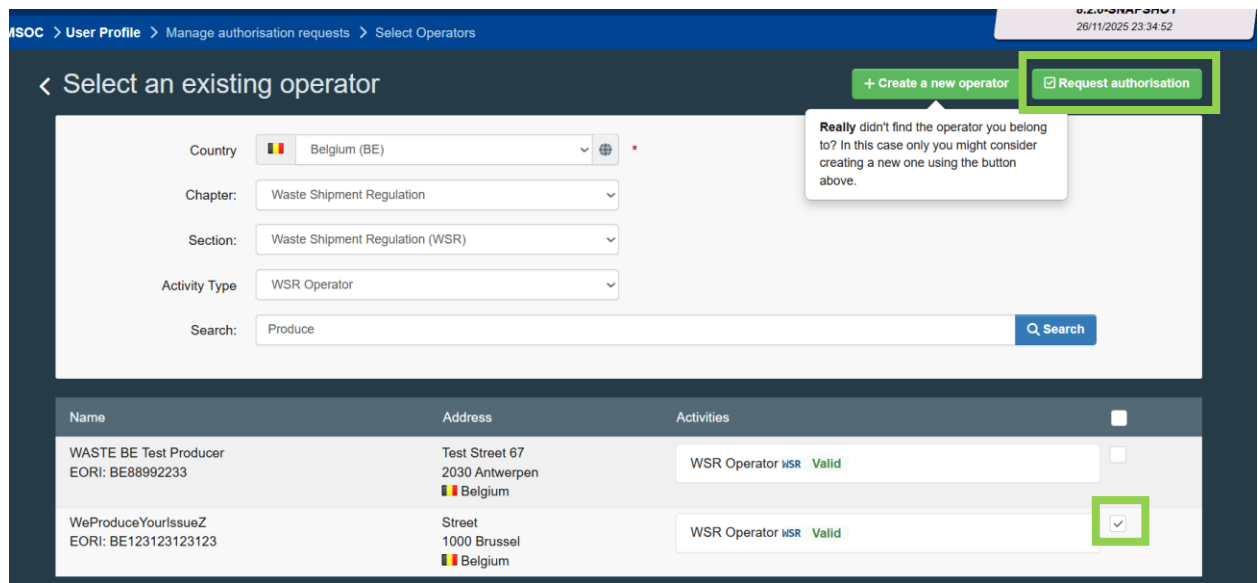 8.2.0-SNAPSHOT
26/11/2025 23:34:52
MSOC > User Profile > Manage authorisation requests > Select Operators
Select an existing operator
+ Create a new operator
Request authorisation
Really didn't find the operator you belong
to? In this case only you might consider
creating a new one using the button
above.
Country Belgium (BE) *
Chapter: Waste Shipment Regulation
Section: Waste Shipment Regulation (WSR)
Activity Type WSR Operator
Search: Produce Search
Name Address Activities
WASTE BE Test Producer Test Street 67
EORI: BE88992233 2030 Antwerpen WSR Operator WSR Valid
Belgium
WeProduceYourIssueZ Street
EORI: BE123123123123 1000 Brussel WSR Operator WSR Valid
Belgium